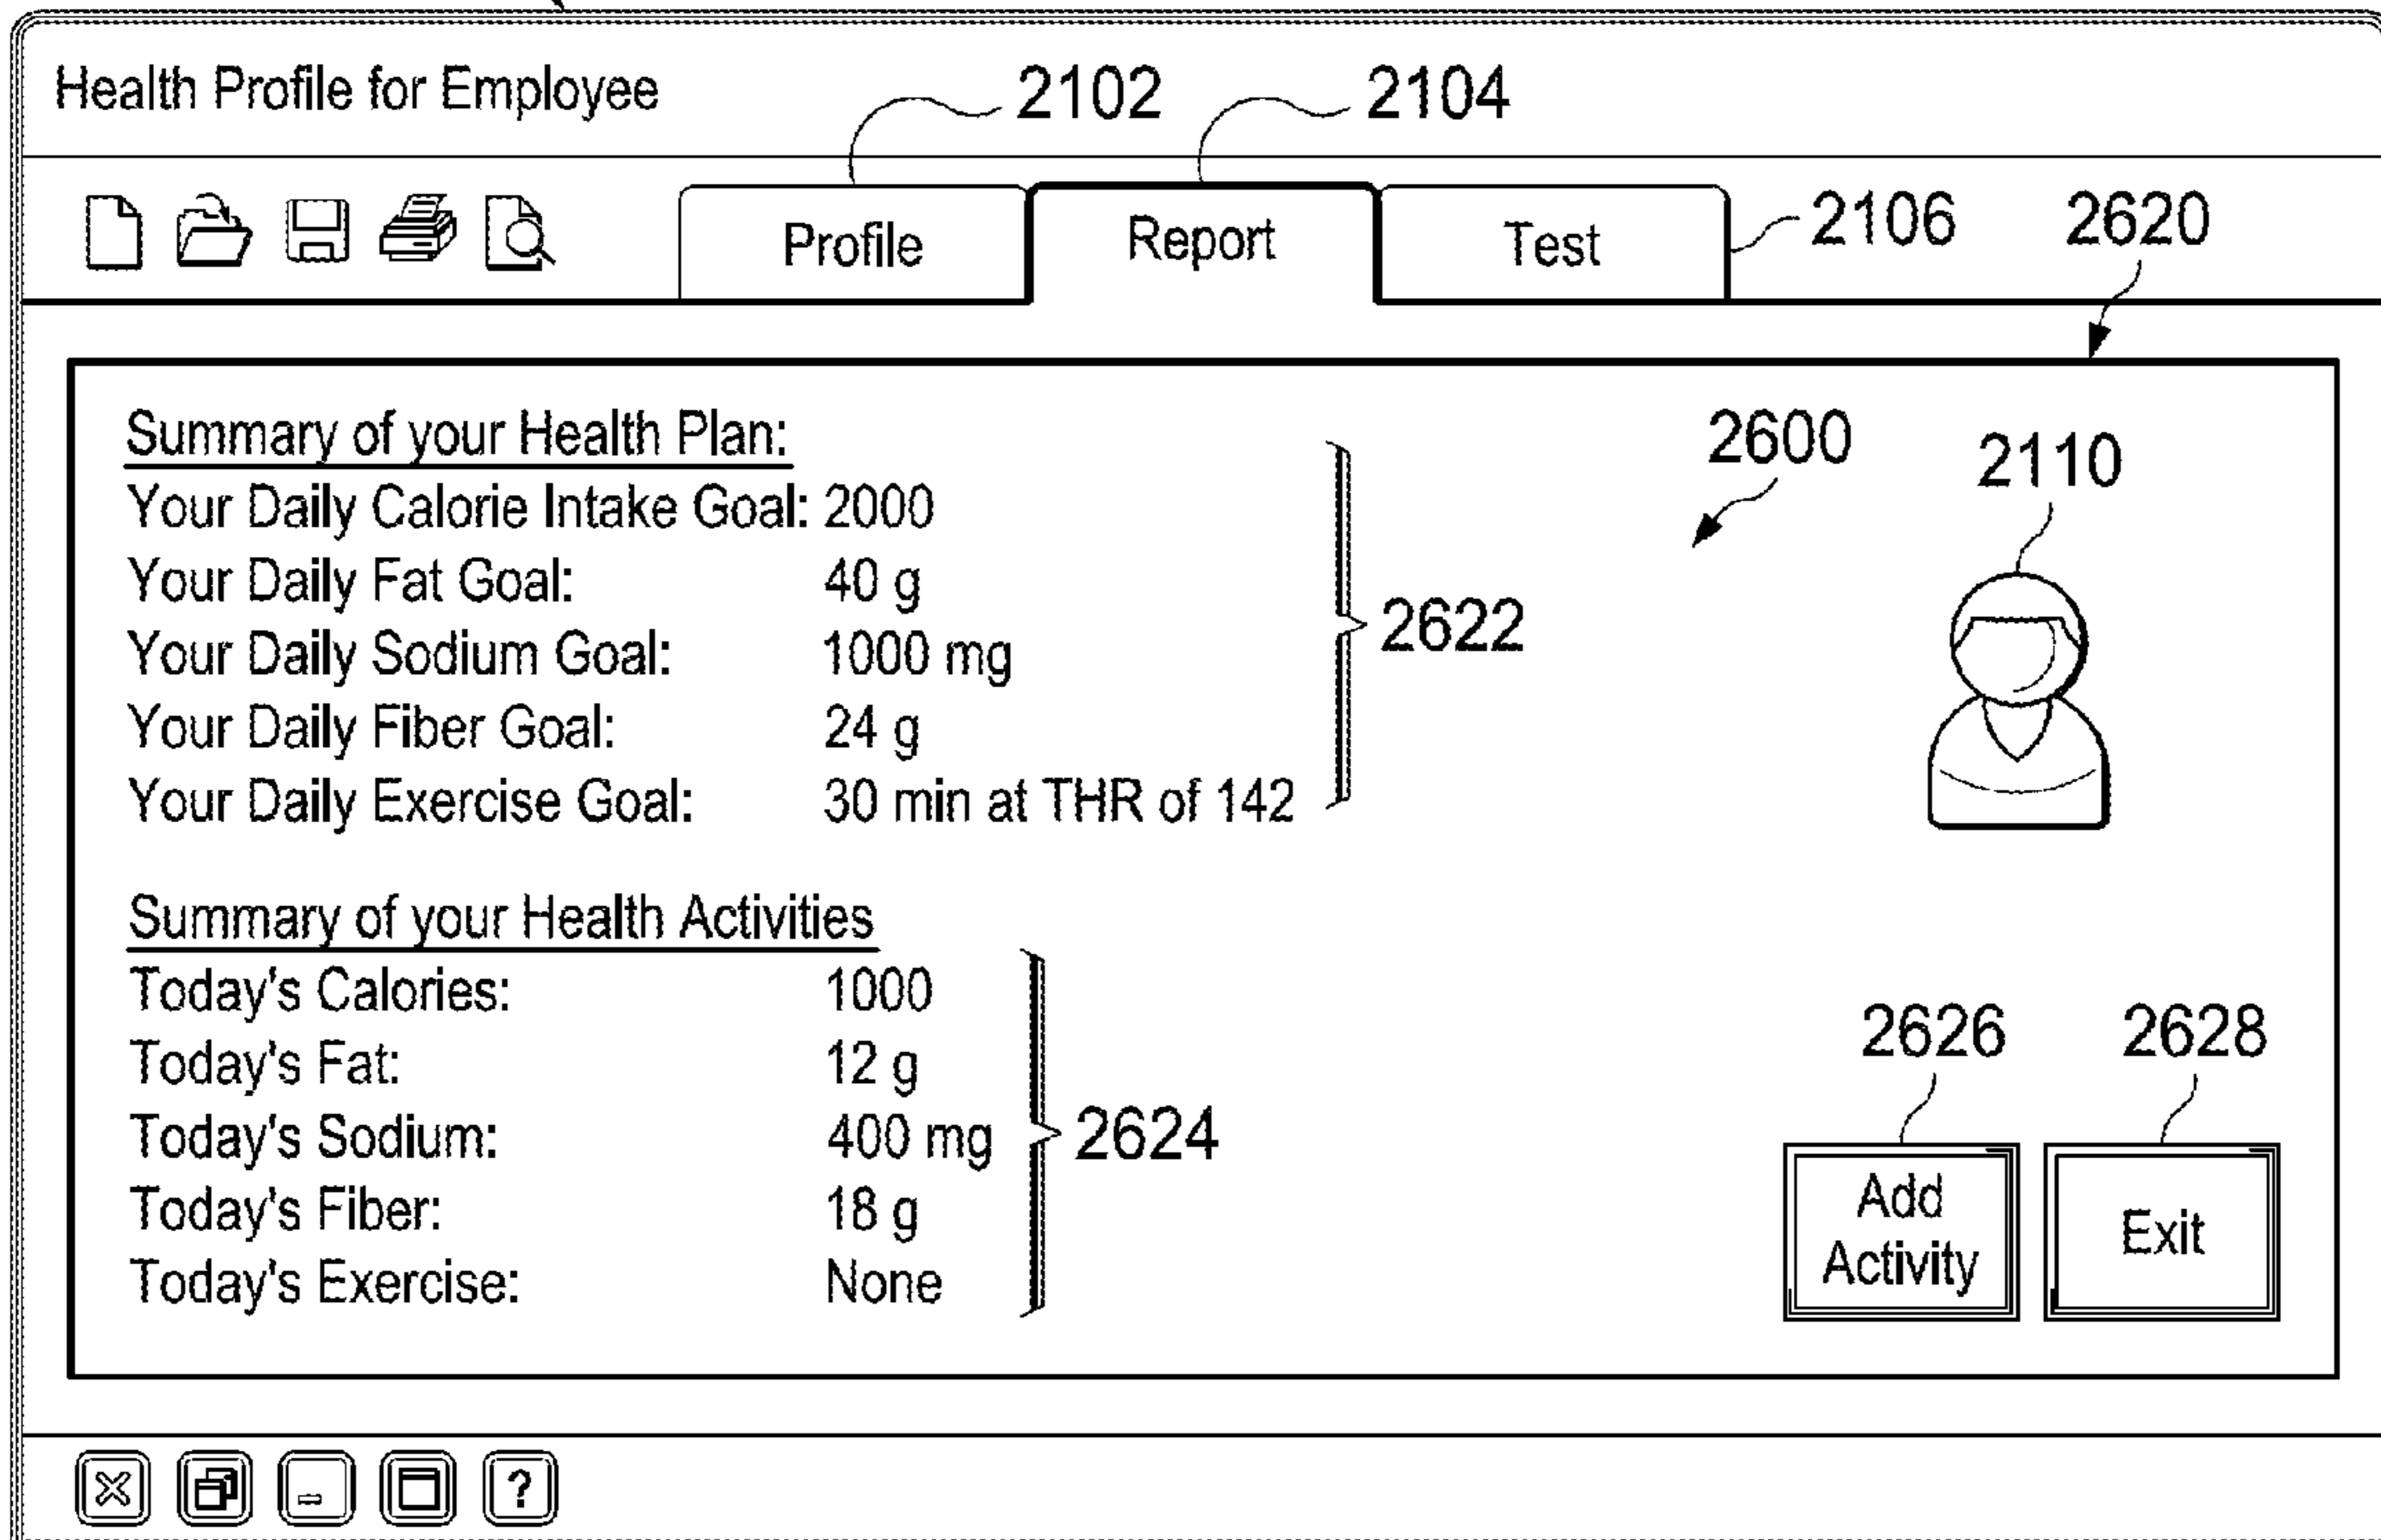 Health Profile for Employee
2102
2104
Profile
Report
Test
2106
2620
Summary of your Health Plan:
Your Daily Calorie Intake Goal: 2000
Your Daily Fat Goal: 40 g
Your Daily Sodium Goal: 1000 mg
Your Daily Fiber Goal: 24 g
Your Daily Exercise Goal: 30 min at THR of 142
2622
2600
2110
Summary of your Health Activities
Today's Calories: 1000
Today's Fat: 12 g
Today's Sodium: 400 mg
Today's Fiber: 18 g
Today's Exercise: None
2624
2626
2628
Add
Activity
Exit
?